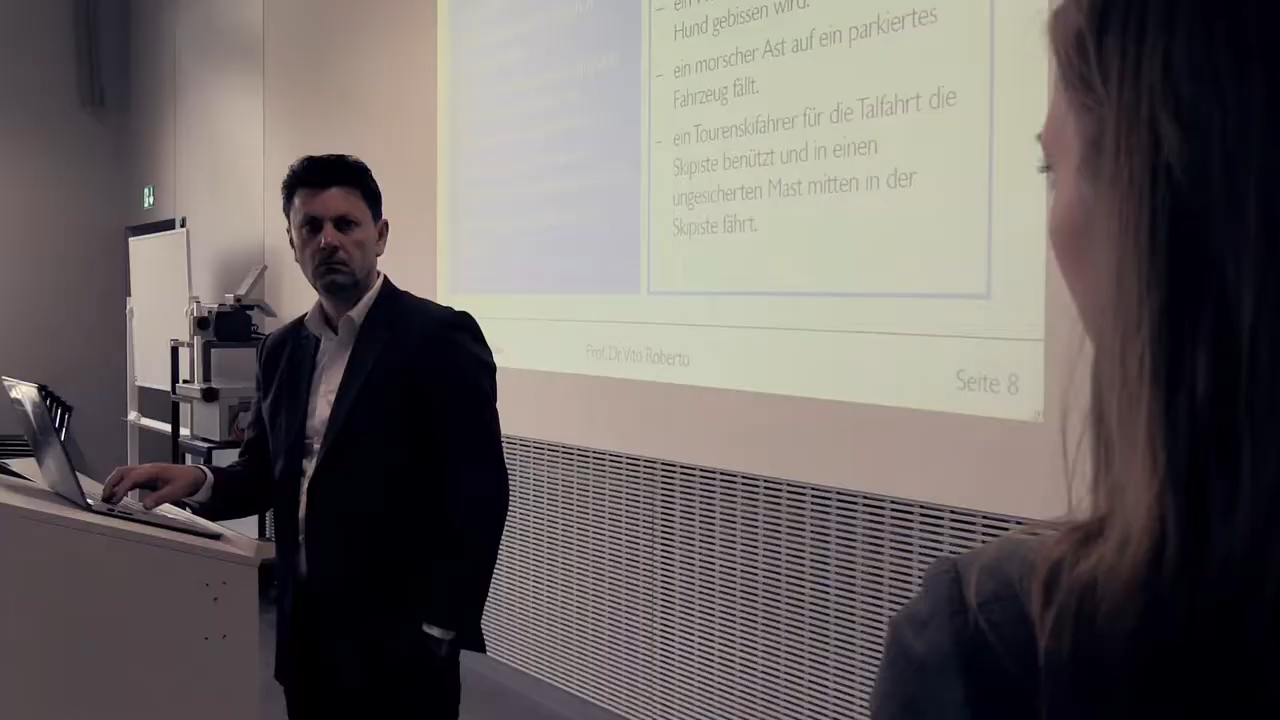 Hund gebissen wird.
– ein morscher Ast auf ein parkiertes
Fahrzeug fällt.
– ein Tourenskifahrer für die Talfahrt die
Skipiste benützt und in einen
ungesicherten Mast mitten in der
Skipiste fährt.
Prof. Dr. Vito Roberto
Seite 8